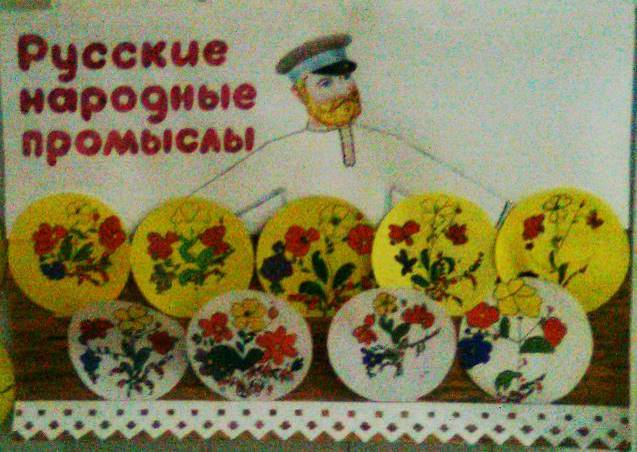 Русские
народные
промыслы